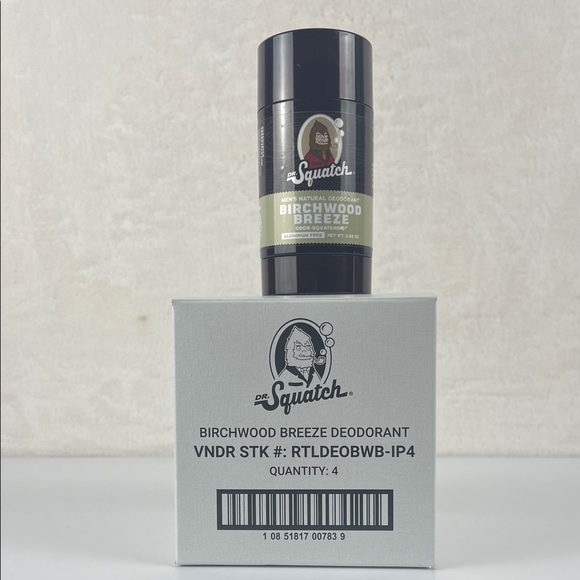 DR. Squatch
MEN'S NATURAL DEODORANT
BIRCHWOOD
BREEZE
ALUMINUM FREE
DR. Squatch®
BIRCHWOOD BREEZE DEODORANT
VNDR STK #: RTLDEOBWB-IP4
QUANTITY: 4
1 08 51817 00783 9